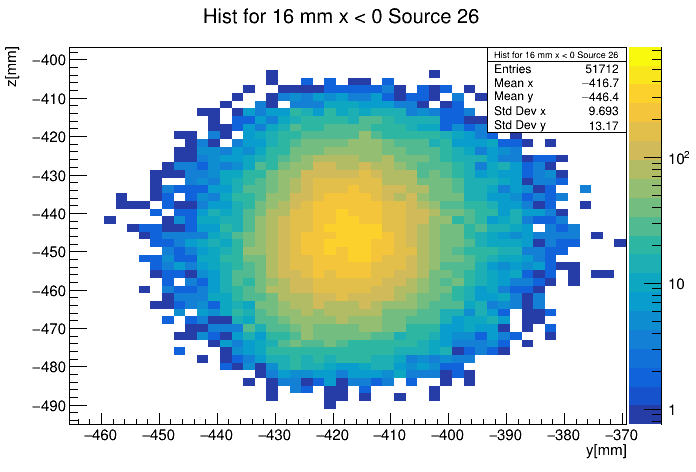 Hist for 16 mm x < 0 Source 26
z[mm]
Hist for 16 mm x < 0 Source 26
Entries 51712
Mean x −416.7
Mean y −446.4
Std Dev x 9.693
Std Dev y 13.17
−400
−410
−420
−430
−440
−450
−460
−470
−480
−490
10²
10
1
−460 −450 −440 −430 −420 −410 −400 −390 −380 −370
y[mm]